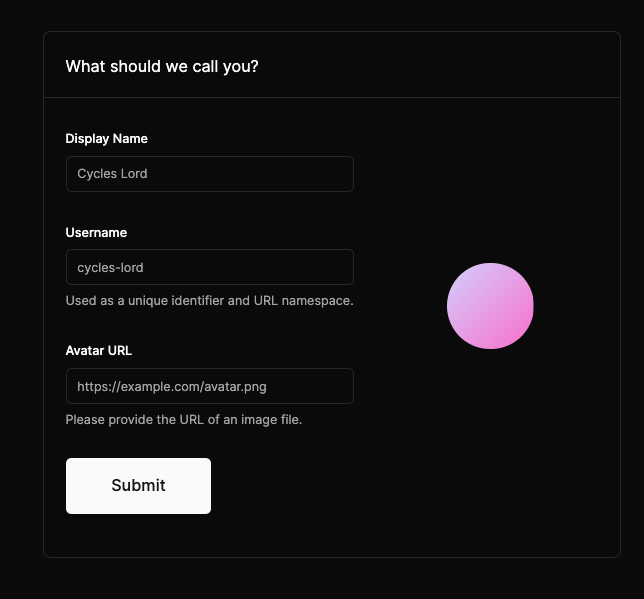 What should we call you?
Display Name
Cycles Lord
Username
cycles-lord
Used as a unique identifier and URL namespace.
Avatar URL
https://example.com/avatar.png
Please provide the URL of an image file.
Submit